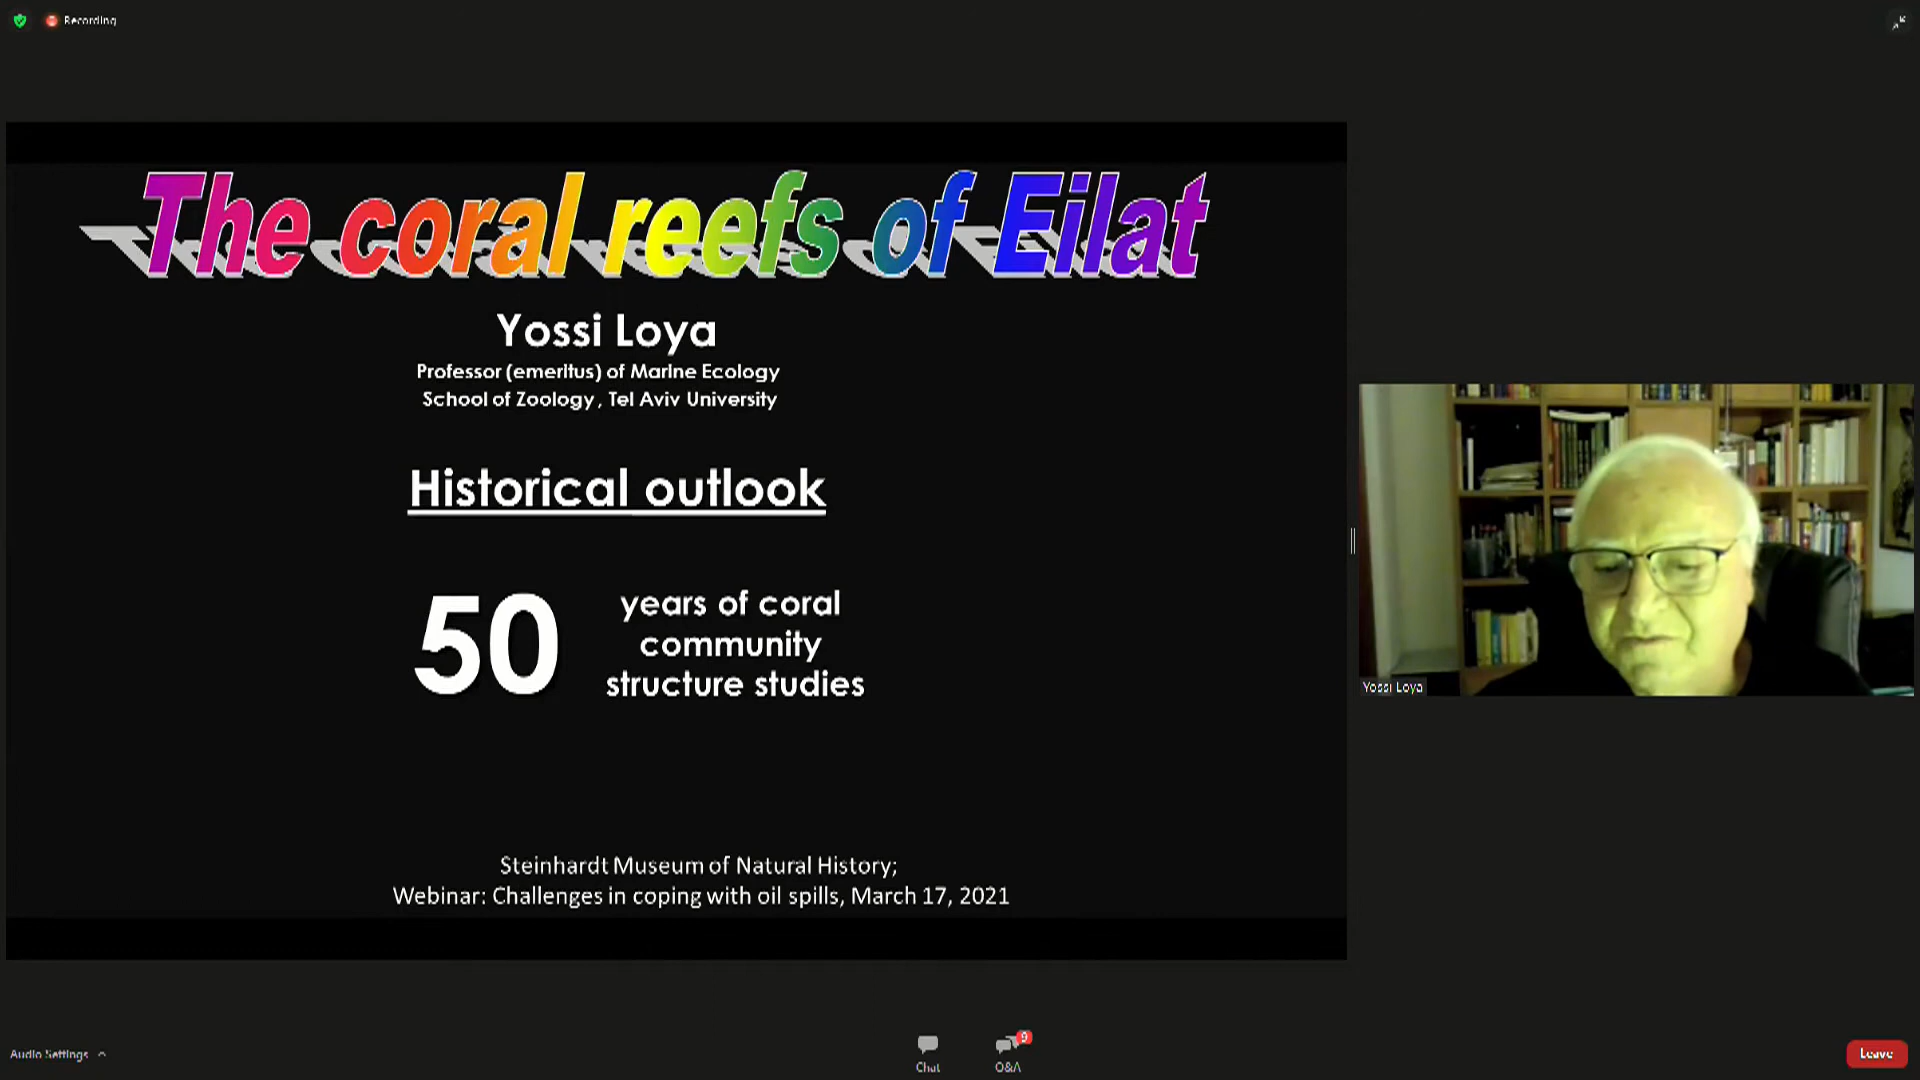 Recording
The coral reefs of Eilat
Yossi Loya
Professor (emeritus) of Marine Ecology
School of Zoology, Tel Aviv University
Historical outlook
50
years of coral
community
structure studies
Steinhardt Museum of Natural History;
Webinar: Challenges in coping with oil spills, March 17, 2021
Yossi Loya
Audio Settings
Chat
9
Q&A
Leave